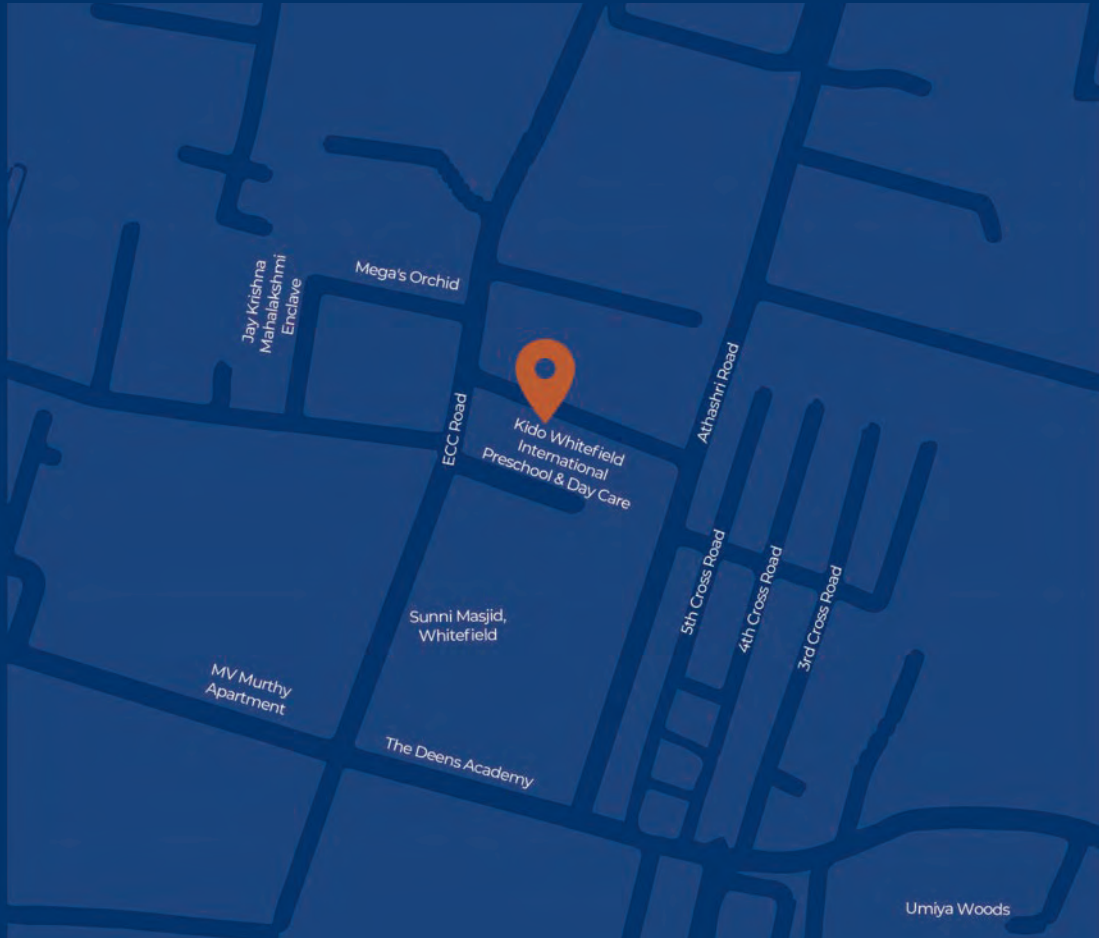 Mega's Orchid
Jay Krishna
Mahalakshmi
Enclave
Athashri Road
ECC Road
Kido Whitefield
International
Preschool & Day Care
5th Cross Road
4th Cross Road
3rd Cross Road
Sunni Masjid,
Whitefield
MV Murthy
Apartment
The Deens Academy
Umiya Woods